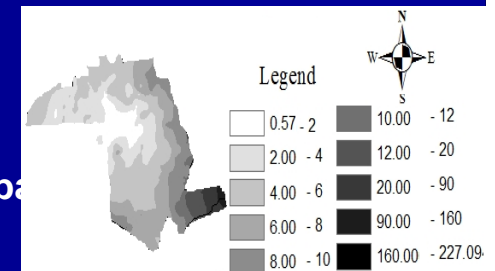 N
W E
S
Legend
0.57 - 2
2.00 - 4
4.00 - 6
6.00 - 8
8.00 - 10
10.00 - 12
12.00 - 20
20.00 - 90
90.00 - 160
160.00 - 227.09